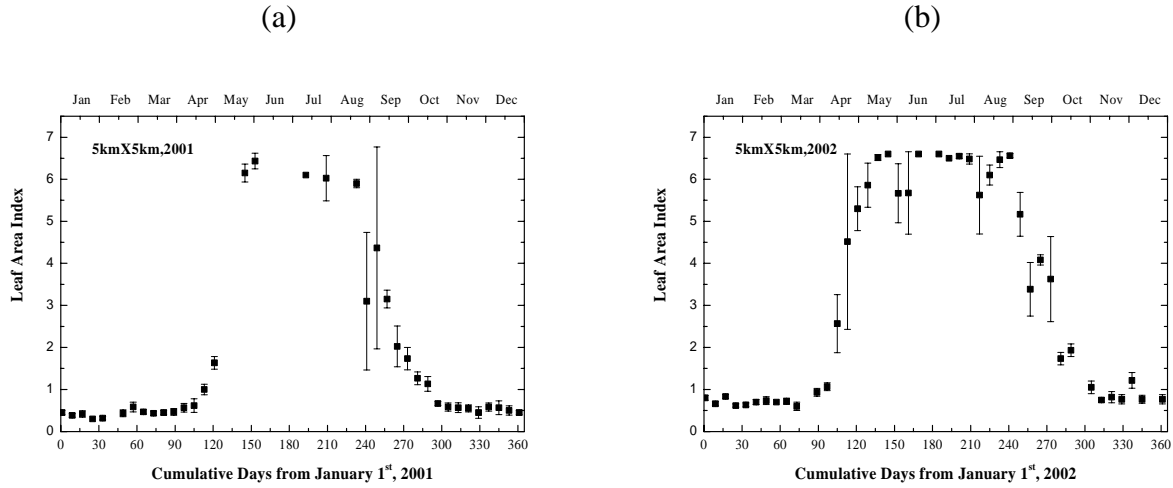 (a)
Jan Feb Mar Apr May Jun Jul Aug Sep Oct Nov Dec
7
6
5
4
3
2
1
0
5kmX5km,2001
Leaf Area Index
0 30 60 90 120 150 180 210 240 270 300 330 360
Cumulative Days from January 1st, 2001
(b)
Jan Feb Mar Apr May Jun Jul Aug Sep Oct Nov Dec
7
6
5
4
3
2
1
0
5kmX5km,2002
Leaf Area Index
0 30 60 90 120 150 180 210 240 270 300 330 360
Cumulative Days from January 1st, 2002